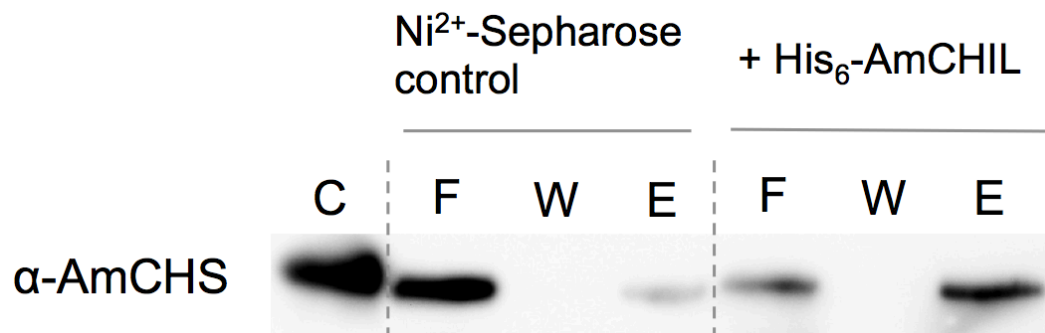 Ni²⁺-Sepharose
control
+ His₆-AmCHIL
C F W E F W E
α-AmCHS